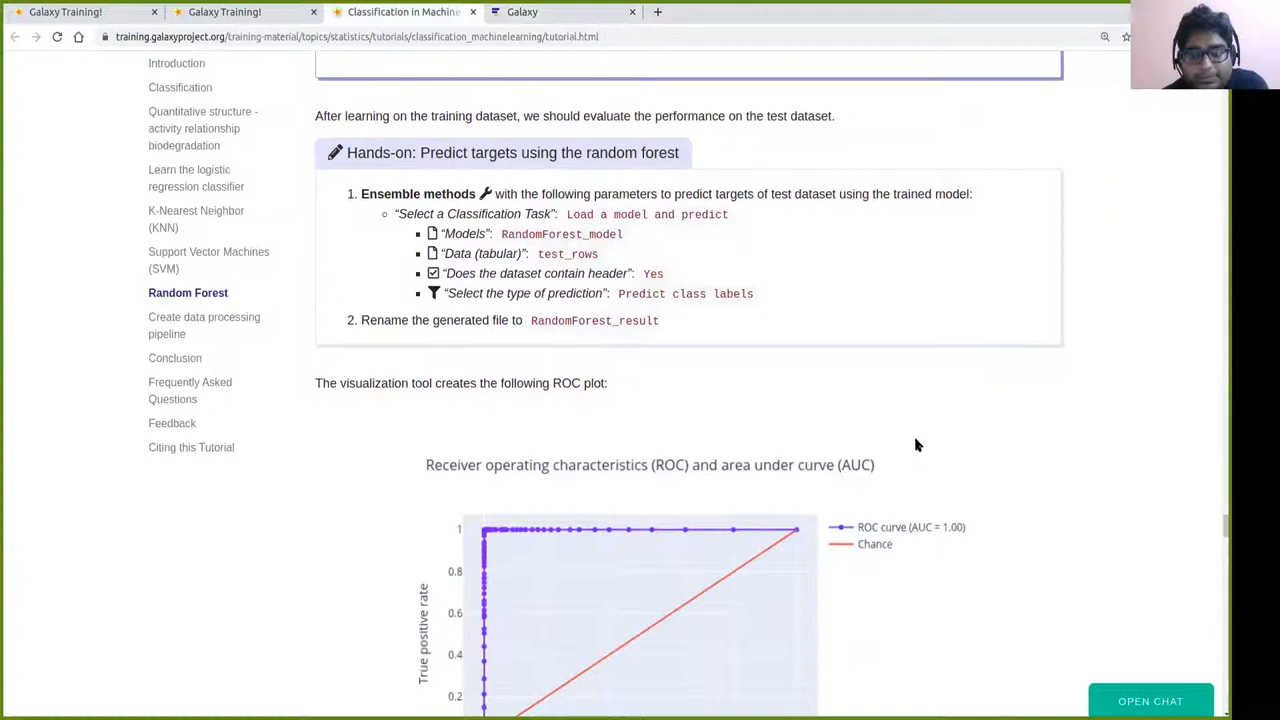 Galaxy Training!
Galaxy Training!
Classification in Machine
Galaxy
training.galaxyproject.org/training-material/topics/statistics/tutorials/classification_machinelearning/tutorial.html
Introduction
Classification
Quantitative structure -
activity relationship
biodegradation
Learn the logistic
regression classifier
K-Nearest Neighbor
(KNN)
Support Vector Machines
(SVM)
Random Forest
Create data processing
pipeline
Conclusion
Frequently Asked
Questions
Feedback
Citing this Tutorial
After learning on the training dataset, we should evaluate the performance on the test dataset.
Hands-on: Predict targets using the random forest
1. Ensemble methods with the following parameters to predict targets of test dataset using the trained model:
“Select a Classification Task”: Load a model and predict
“Models”: RandomForest_model
“Data (tabular)”: test_rows
“Does the dataset contain header”: Yes
“Select the type of prediction”: Predict class labels
2. Rename the generated file to RandomForest_result
The visualization tool creates the following ROC plot:
Receiver operating characteristics (ROC) and area under curve (AUC)
ROC curve (AUC = 1.00)
Chance
1
0.8
0.6
0.4
0.2
True positive rate
OPEN CHAT